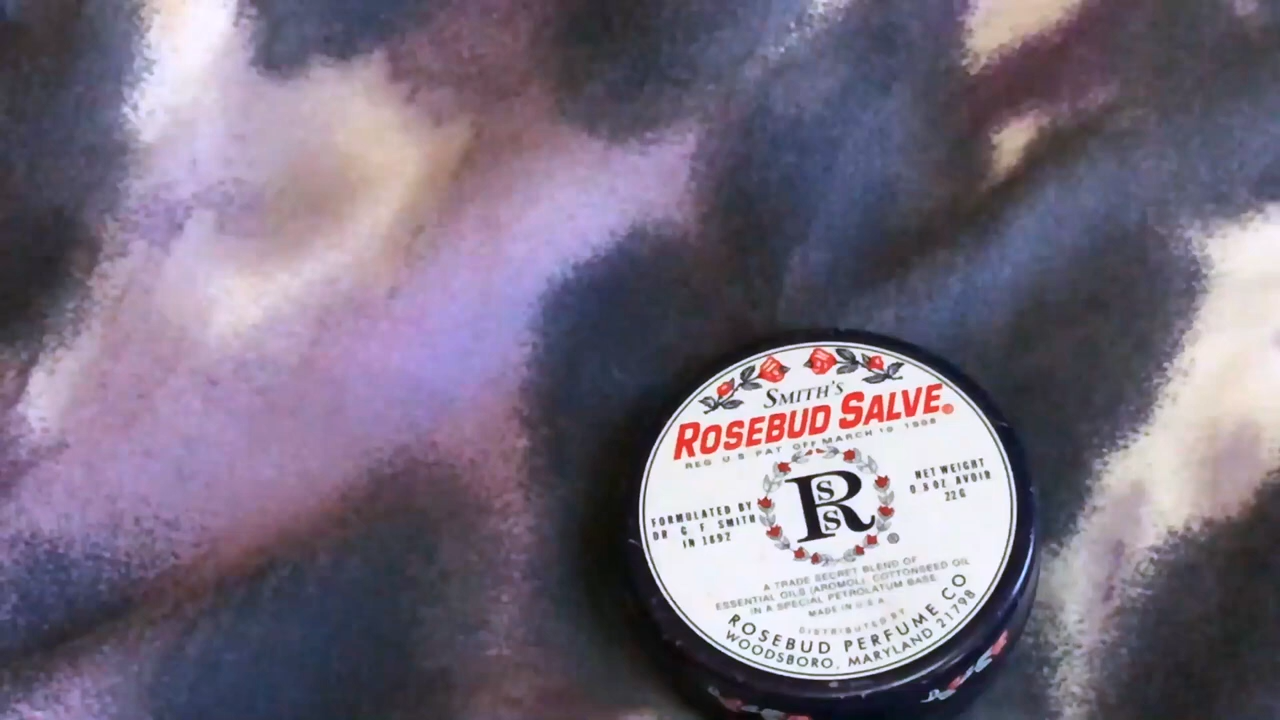 SMITH'S
ROSEBUD SALVE®
REG U.S. PAT OFF MARCH 10 1908
FORMULATED BY
DR G F SMITH
IN 1892
RSS
®
NET WEIGHT
0.8 OZ AVOIR
22 G
A TRADE SECRET BLEND OF
ESSENTIAL OILS (AROMOL), COTTONSEED OIL
IN A SPECIAL PETROLATUM BASE
MADE IN U.S.A.
DISTRIBUTED BY
ROSEBUD PERFUME CO
WOODSBORO, MARYLAND 21798